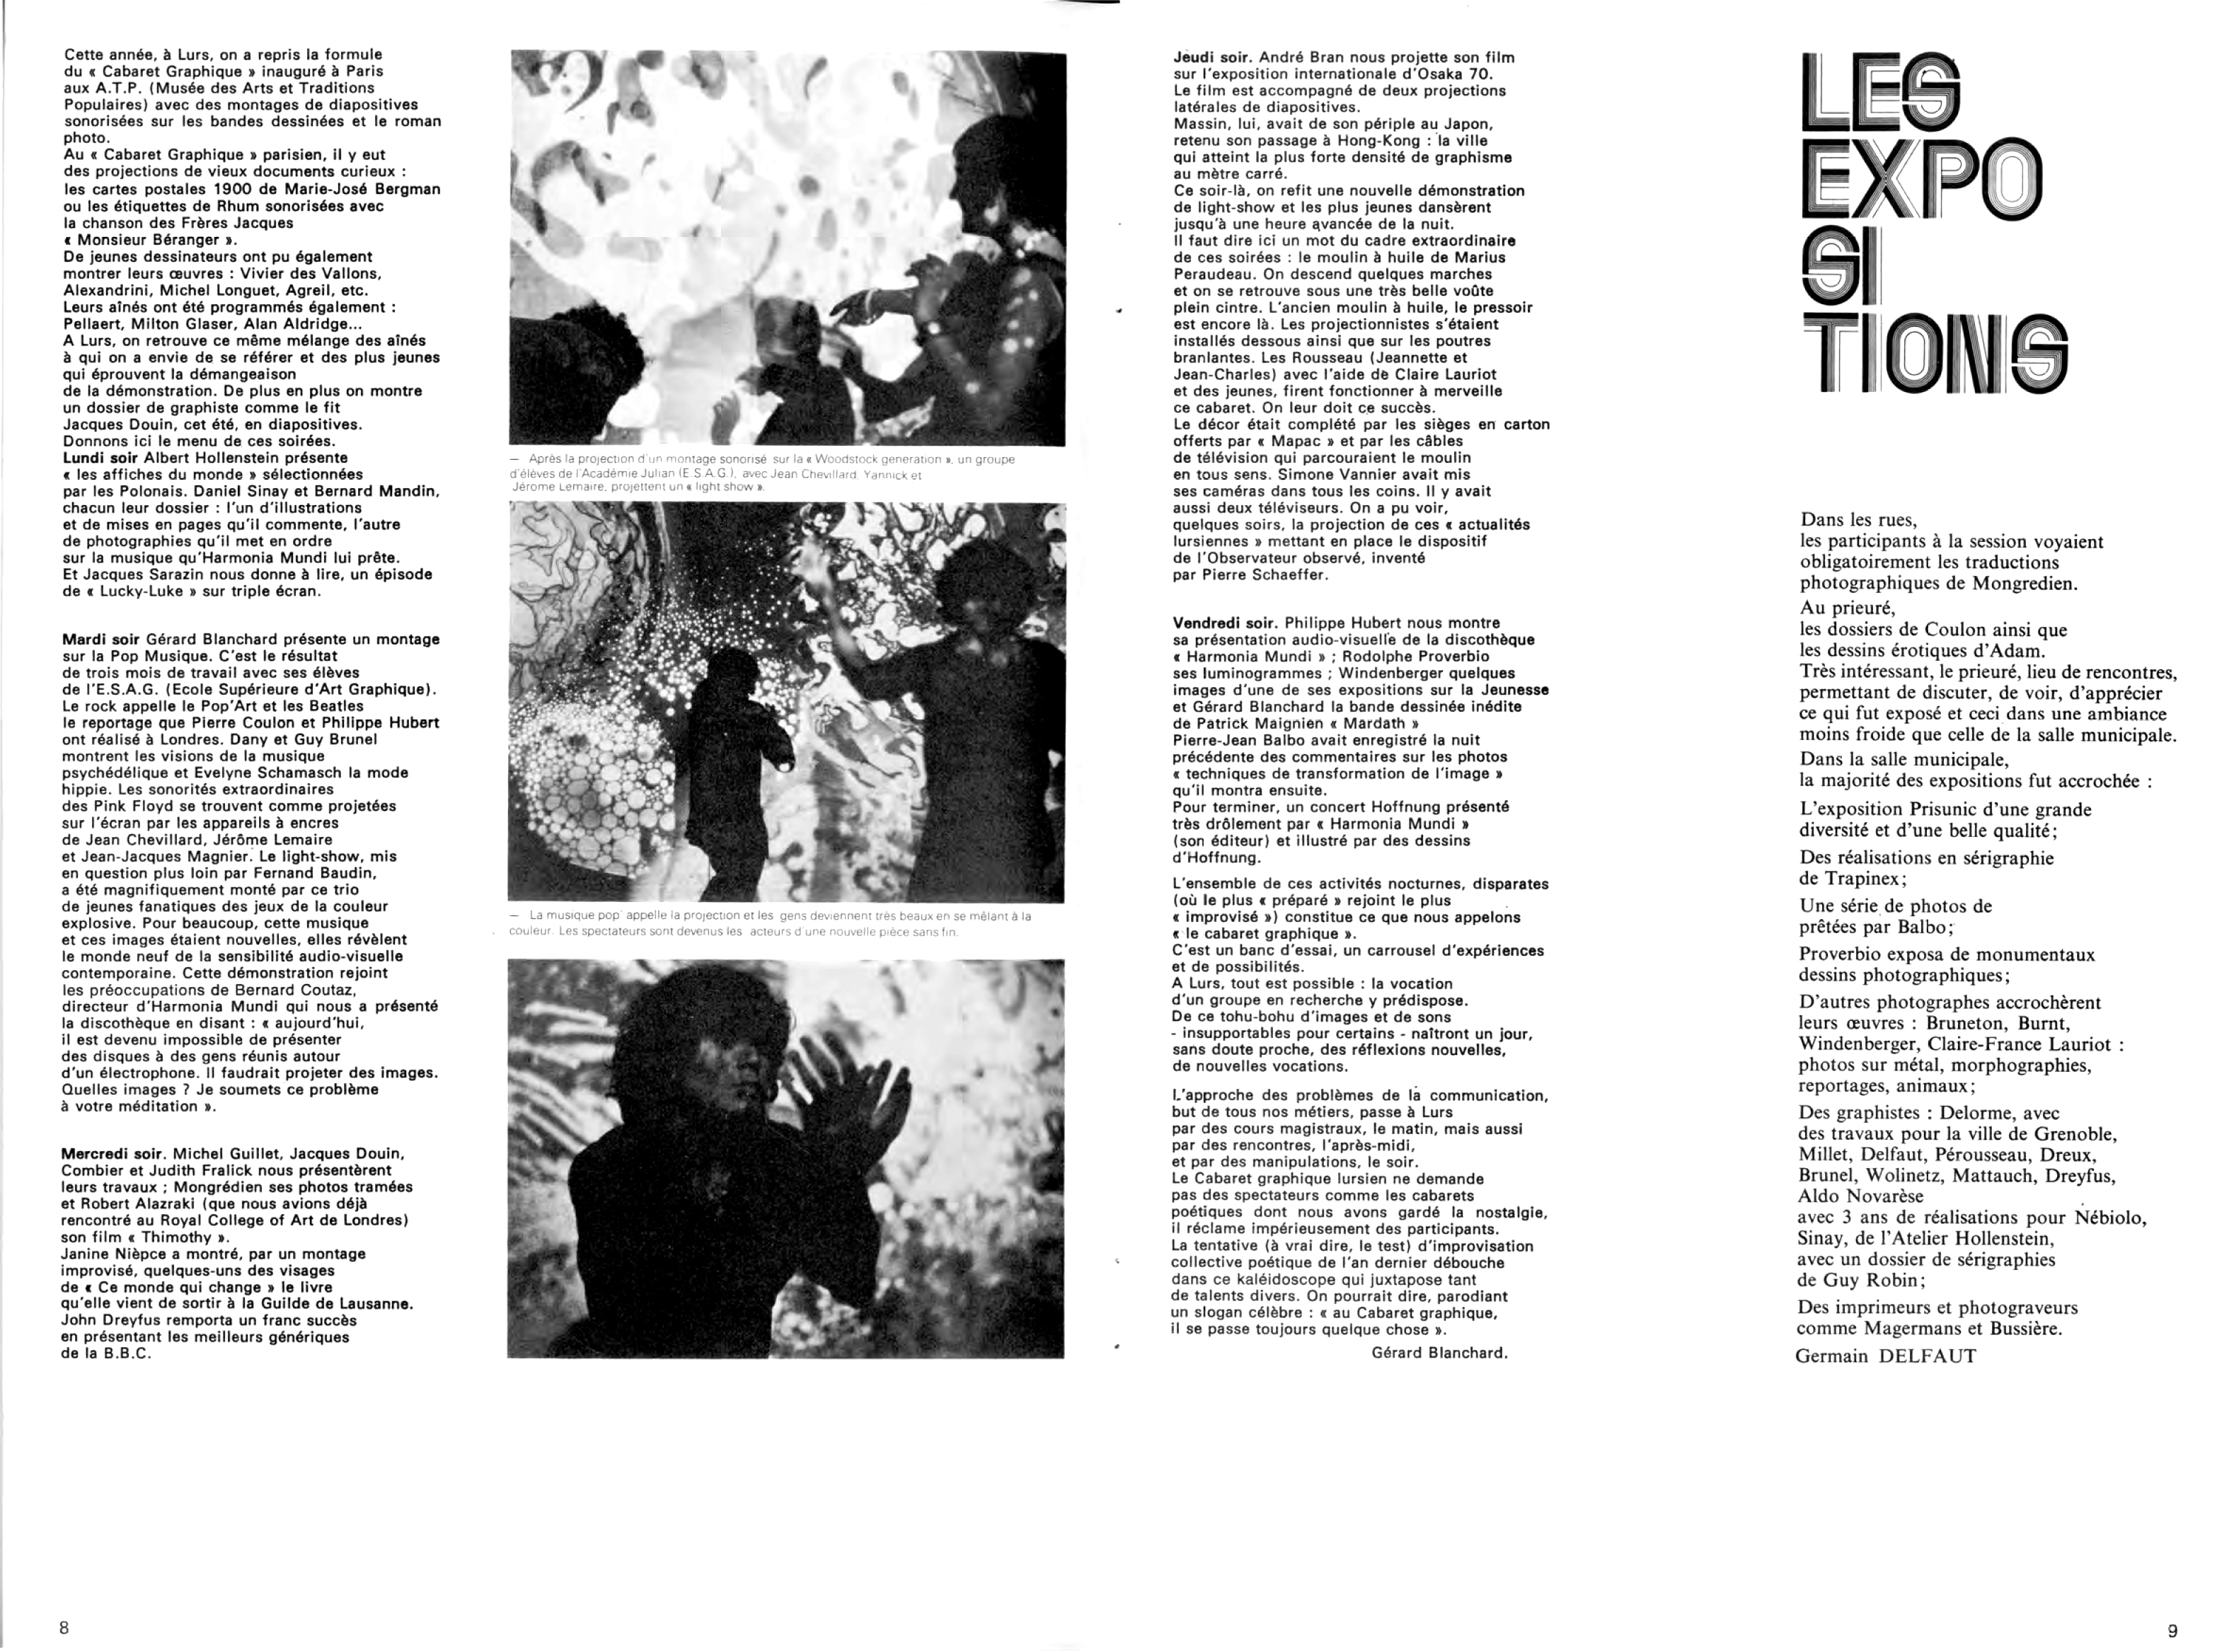 Cette année, à Lurs, on a repris la formule
du « Cabaret Graphique » inauguré à Paris
aux A.T.P. (Musée des Arts et Traditions
Populaires) avec des montages de diapositives
sonorisées sur les bandes dessinées et le roman
photo.
Au « Cabaret Graphique » parisien, il y eut
des projections de vieux documents curieux :
les cartes postales 1900 de Marie-José Bergman
ou les étiquettes de Rhum sonorisées avec
la chanson des Frères Jacques
« Monsieur Béranger ».
De jeunes dessinateurs ont pu également
montrer leurs œuvres : Vivier des Vallons,
Alexandrini, Michel Longuet, Agreil, etc.
Leurs aînés ont été programmés également :
Pellaert, Milton Glaser, Alan Aldridge...
A Lurs, on retrouve ce même mélange des aînés
à qui on a envie de se référer et des plus jeunes
qui éprouvent la démangeaison
de la démonstration. De plus en plus on montre
un dossier de graphiste comme le fit
Jacques Douin, cet été, en diapositives.
Donnons ici le menu de ces soirées.
Lundi soir Albert Hollenstein présente
« les affiches du monde » sélectionnées
par les Polonais. Daniel Sinay et Bernard Mandin,
chacun leur dossier : l'un d'illustrations
et de mises en pages qu'il commente, l'autre
de photographies qu'il met en ordre
sur la musique qu'Harmonia Mundi lui prête.
Et Jacques Sarazin nous donne à lire, un épisode
de « Lucky-Luke » sur triple écran.
Mardi soir Gérard Blanchard présente un montage
sur la Pop Musique. C'est le résultat
de trois mois de travail avec ses élèves
de l'E.S.A.G. (Ecole Supérieure d'Art Graphique).
Le rock appelle le Pop'Art et les Beatles
le reportage que Pierre Coulon et Philippe Hubert
ont réalisé à Londres. Dany et Guy Brunel
montrent les visions de la musique
psychédélique et Evelyne Schamasch la mode
hippie. Les sonorités extraordinaires
des Pink Floyd se trouvent comme projetées
sur l'écran par les appareils à encres
de Jean Chevillard, Jérôme Lemaire
et Jean-Jacques Magnier. Le light-show, mis
en question plus loin par Fernand Baudin,
a été magnifiquement monté par ce trio
de jeunes fanatiques des jeux de la couleur
explosive. Pour beaucoup, cette musique
et ces images étaient nouvelles, elles révèlent
le monde neuf de la sensibilité audio-visuelle
contemporaine. Cette démonstration rejoint
les préoccupations de Bernard Coutaz,
directeur d'Harmonia Mundi qui nous a présenté
la discothèque en disant : « aujourd'hui,
il est devenu impossible de présenter
des disques à des gens réunis autour
d'un électrophone. Il faudrait projeter des images.
Quelles images ? Je soumets ce problème
à votre méditation ».
Mercredi soir. Michel Guillet, Jacques Douin,
Combier et Judith Fralick nous présentèrent
leurs travaux ; Mongrédien ses photos tramées
et Robert Alazraki (que nous avions déjà
rencontré au Royal College of Art de Londres)
son film « Thimothy ».
Janine Nièpce a montré, par un montage
improvisé, quelques-uns des visages
de « Ce monde qui change » le livre
qu'elle vient de sortir à la Guilde de Lausanne.
John Dreyfus remporta un franc succès
en présentant les meilleurs génériques
de la B.B.C.
8
— Après la projection d'un montage sonorisé sur la « Woodstock generation », un groupe
d'élèves de l'Académie Julian (E.S.A.G.), avec Jean Chevillard, Yannick et
Jérome Lemaire, projettent un « light show ».
— La musique pop' appelle la projection et les gens deviennent très beaux en se mêlant à la
couleur. Les spectateurs sont devenus les acteurs d'une nouvelle pièce sans fin.
Jeudi soir. André Bran nous projette son film
sur l'exposition internationale d'Osaka 70.
Le film est accompagné de deux projections
latérales de diapositives.
Massin, lui, avait de son périple au Japon,
retenu son passage à Hong-Kong : la ville
qui atteint la plus forte densité de graphisme
au mètre carré.
Ce soir-là, on refit une nouvelle démonstration
de light-show et les plus jeunes dansèrent
jusqu'à une heure avancée de la nuit.
Il faut dire ici un mot du cadre extraordinaire
de ces soirées : le moulin à huile de Marius
Peraudeau. On descend quelques marches
et on se retrouve sous une très belle voûte
plein cintre. L'ancien moulin à huile, le pressoir
est encore là. Les projectionnistes s'étaient
installés dessous ainsi que sur les poutres
branlantes. Les Rousseau (Jeannette et
Jean-Charles) avec l'aide de Claire Lauriot
et des jeunes, firent fonctionner à merveille
ce cabaret. On leur doit ce succès.
Le décor était complété par les sièges en carton
offerts par « Mapac » et par les câbles
de télévision qui parcouraient le moulin
en tous sens. Simone Vannier avait mis
ses caméras dans tous les coins. Il y avait
aussi deux téléviseurs. On a pu voir,
quelques soirs, la projection de ces « actualités
lursiennes » mettant en place le dispositif
de l'Observateur observé, inventé
par Pierre Schaeffer.
Vendredi soir. Philippe Hubert nous montre
sa présentation audio-visuelle de la discothèque
« Harmonia Mundi » ; Rodolphe Proverbio
ses luminogrammes ; Windenberger quelques
images d'une de ses expositions sur la Jeunesse
et Gérard Blanchard la bande dessinée inédite
de Patrick Maignien « Mardath »
Pierre-Jean Balbo avait enregistré la nuit
précédente des commentaires sur les photos
« techniques de transformation de l'image »
qu'il montra ensuite.
Pour terminer, un concert Hoffnung présenté
très drôlement par « Harmonia Mundi »
(son éditeur) et illustré par des dessins
d'Hoffnung.
L'ensemble de ces activités nocturnes, disparates
(où le plus « préparé » rejoint le plus
« improvisé ») constitue ce que nous appelons
« le cabaret graphique ».
C'est un banc d'essai, un carrousel d'expériences
et de possibilités.
A Lurs, tout est possible : la vocation
d'un groupe en recherche y prédispose.
De ce tohu-bohu d'images et de sons
- insupportables pour certains - naîtront un jour,
sans doute proche, des réflexions nouvelles,
de nouvelles vocations.
L'approche des problèmes de la communication,
but de tous nos métiers, passe à Lurs
par des cours magistraux, le matin, mais aussi
par des rencontres, l'après-midi,
et par des manipulations, le soir.
Le Cabaret graphique lursien ne demande
pas des spectateurs comme les cabarets
poétiques dont nous avons gardé la nostalgie,
il réclame impérieusement des participants.
La tentative (à vrai dire, le test) d'improvisation
collective poétique de l'an dernier débouche
dans ce kaléidoscope qui juxtapose tant
de talents divers. On pourrait dire, parodiant
un slogan célèbre : « au Cabaret graphique,
il se passe toujours quelque chose ».
Gérard Blanchard.
LES
EXPO
SI
TIONS
Dans les rues,
les participants à la session voyaient
obligatoirement les traductions
photographiques de Mongredien.
Au prieuré,
les dossiers de Coulon ainsi que
les dessins érotiques d'Adam.
Très intéressant, le prieuré, lieu de rencontres,
permettant de discuter, de voir, d'apprécier
ce qui fut exposé et ceci dans une ambiance
moins froide que celle de la salle municipale.
Dans la salle municipale,
la majorité des expositions fut accrochée :
L'exposition Prisunic d'une grande
diversité et d'une belle qualité;
Des réalisations en sérigraphie
de Trapinex;
Une série de photos de
prêtées par Balbo;
Proverbio exposa de monumentaux
dessins photographiques;
D'autres photographes accrochèrent
leurs œuvres : Bruneton, Burnt,
Windenberger, Claire-France Lauriot :
photos sur métal, morphographies,
reportages, animaux;
Des graphistes : Delorme, avec
des travaux pour la ville de Grenoble,
Millet, Delfaut, Pérousseau, Dreux,
Brunel, Wolinetz, Mattauch, Dreyfus,
Aldo Novarèse
avec 3 ans de réalisations pour Nébiolo,
Sinay, de l'Atelier Hollenstein,
avec un dossier de sérigraphies
de Guy Robin;
Des imprimeurs et photograveurs
comme Magermans et Bussière.
Germain DELFAUT
9